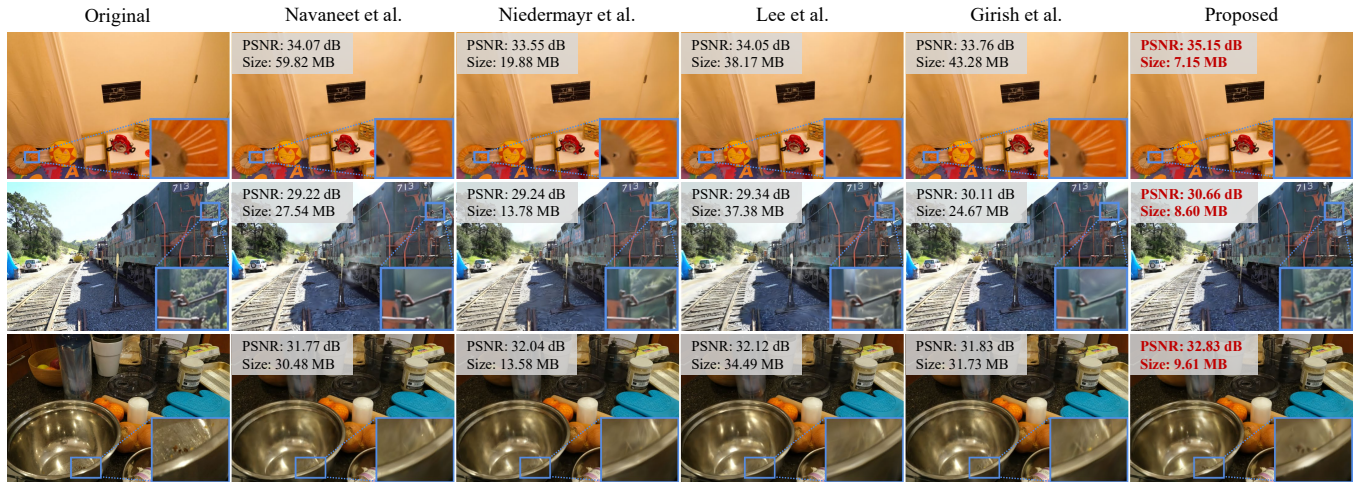 Original Navaneet et al. Niedermayr et al. Lee et al. Girish et al. Proposed
PSNR: 34.07 dB
Size: 59.82 MB
PSNR: 33.55 dB
Size: 19.88 MB
PSNR: 34.05 dB
Size: 38.17 MB
PSNR: 33.76 dB
Size: 43.28 MB
PSNR: 35.15 dB
Size: 7.15 MB
A
A
A
A
A
A
713
W
PSNR: 29.22 dB
Size: 27.54 MB
713
W
PSNR: 29.24 dB
Size: 13.78 MB
713
W
PSNR: 29.34 dB
Size: 37.38 MB
713
W
PSNR: 30.11 dB
Size: 24.67 MB
713
W
PSNR: 30.66 dB
Size: 8.60 MB
713
W
PSNR: 31.77 dB
Size: 30.48 MB
PSNR: 32.04 dB
Size: 13.58 MB
PSNR: 32.12 dB
Size: 34.49 MB
PSNR: 31.83 dB
Size: 31.73 MB
PSNR: 32.83 dB
Size: 9.61 MB